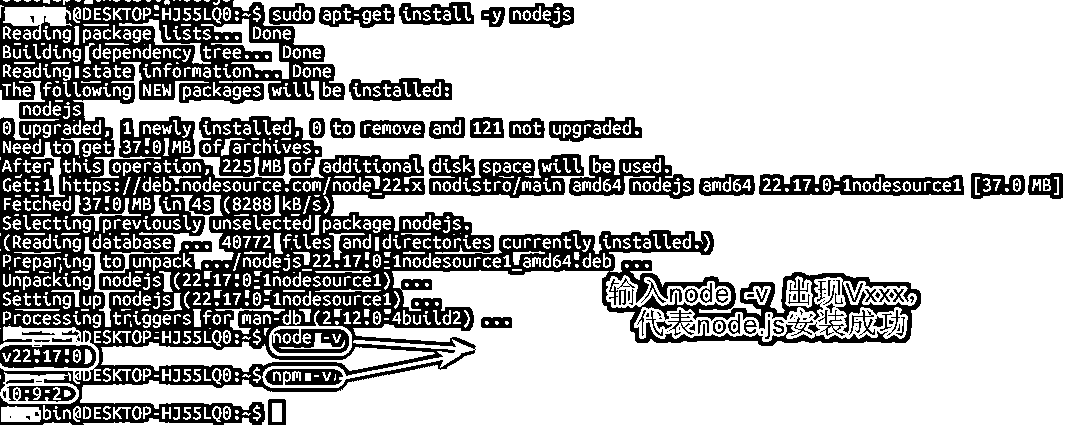 @DESKTOP-HJ55LQ0:~$ sudo apt-get install -y nodejs
Reading package lists... Done
Building dependency tree... Done
Reading state information... Done
The following NEW packages will be installed:
  nodejs
0 upgraded, 1 newly installed, 0 to remove and 121 not upgraded.
Need to get 37.0 MB of archives.
After this operation, 225 MB of additional disk space will be used.
Get:1 https://deb.nodesource.com/node_22.x nodistro/main amd64 nodejs amd64 22.17.0-1nodesource1 [37.0 MB]
Fetched 37.0 MB in 4s (8288 kB/s)
Selecting previously unselected package nodejs.
(Reading database ... 40772 files and directories currently installed.)
Preparing to unpack .../nodejs_22.17.0-1nodesource1_amd64.deb ...
Unpacking nodejs (22.17.0-1nodesource1) ...
Setting up nodejs (22.17.0-1nodesource1) ...
Processing triggers for man-db (2.12.0-4build2) ...
@DESKTOP-HJ55LQ0:~$ node -v
v22.17.0
@DESKTOP-HJ55LQ0:~$ npm -v
10.9.2
bin@DESKTOP-HJ55LQ0:~$
输入node -v 出现Vxxx，
代表node.js安装成功